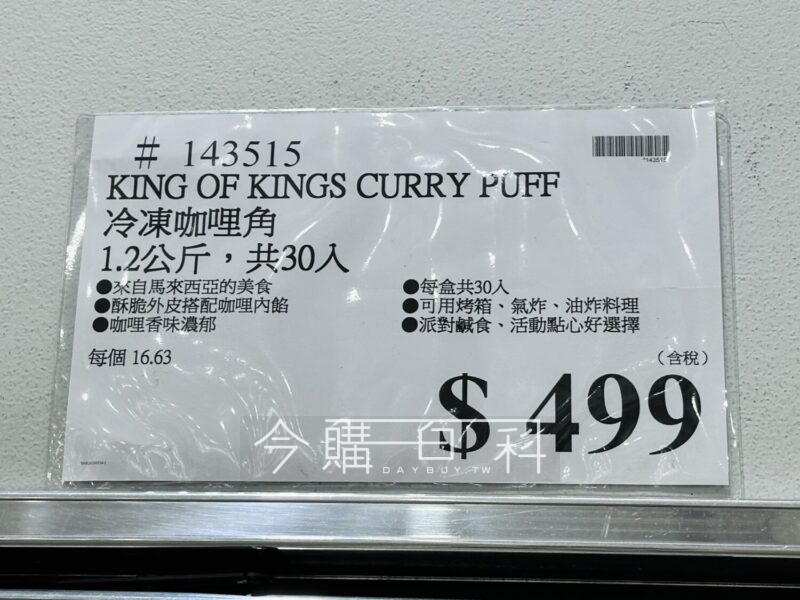 # 143515
*143515
KING OF KINGS CURRY PUFF
冷凍咖哩角
1.2公斤，共30入
●來自馬來西亞的美食
●酥脆外皮搭配咖哩內餡
●咖哩香味濃郁
●每盒共30入
●可用烤箱、氣炸、油炸料理
●派對鹹食、活動點心好選擇
每個 16.63
（含稅）
$ 499
今購百科
DAYBUY.TW